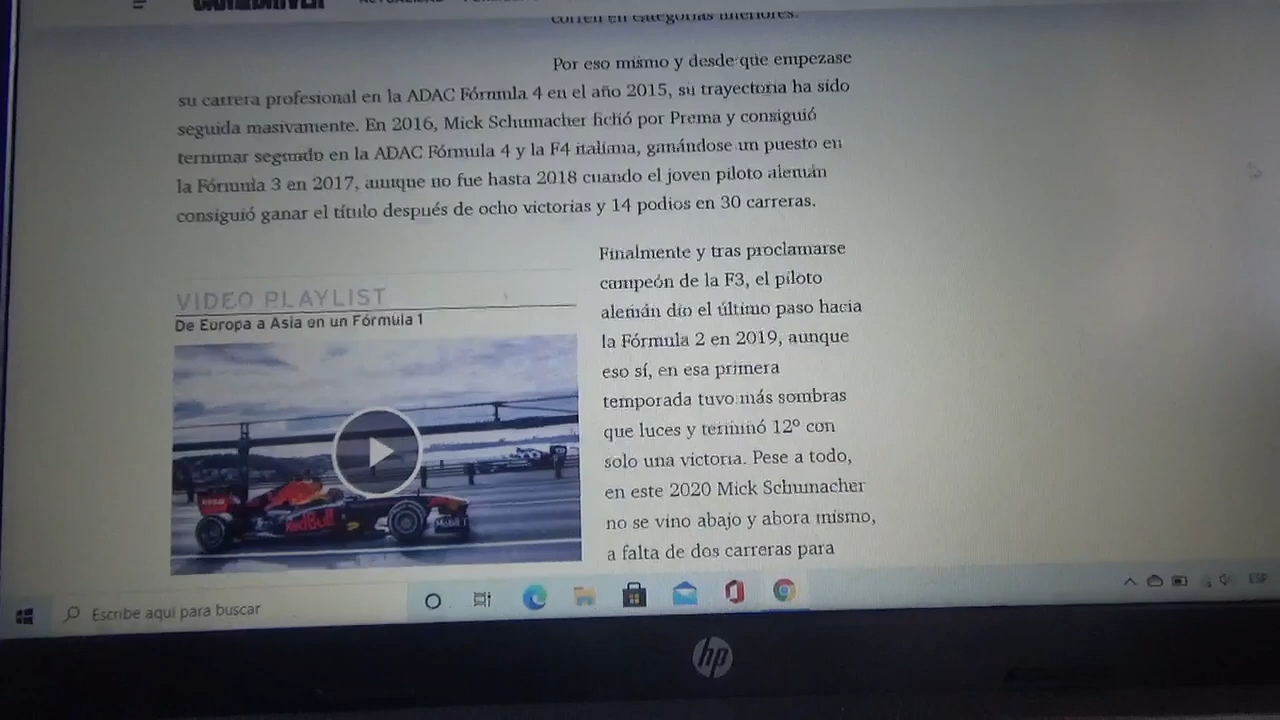 corren en categorías inferiores.
Por eso mismo y desde que empezase
su carrera profesional en la ADAC Fórmula 4 en el año 2015, su trayectoria ha sido
seguida masivamente. En 2016, Mick Schumacher fichó por Prema y consiguió
terminar segundo en la ADAC Fórmula 4 y la F4 italiana, ganándose un puesto en
la Fórmula 3 en 2017, aunque no fue hasta 2018 cuando el joven piloto alemán
consiguió ganar el título después de ocho victorias y 14 podios en 30 carreras.
VIDEO PLAYLIST
De Europa a Asia en un Fórmula 1
RedBull
Mobil 1
Finalmente y tras proclamarse
campeón de la F3, el piloto
alemán dio el último paso hacia
la Fórmula 2 en 2019, aunque
eso sí, en esa primera
temporada tuvo más sombras
que luces y terminó 12º con
solo una victoria. Pese a todo,
en este 2020 Mick Schumacher
no se vino abajo y ahora mismo,
a falta de dos carreras para
Escribe aquí para buscar
ESP
hp